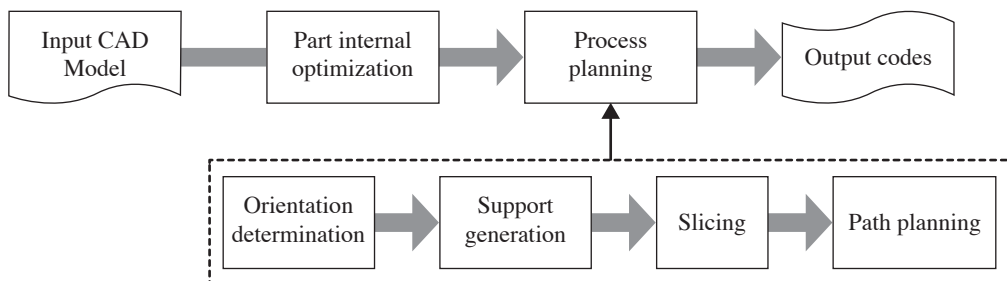 Input CAD
Model
Part internal
optimization
Process
planning
Output codes
Orientation
determination
Support
generation
Slicing
Path planning